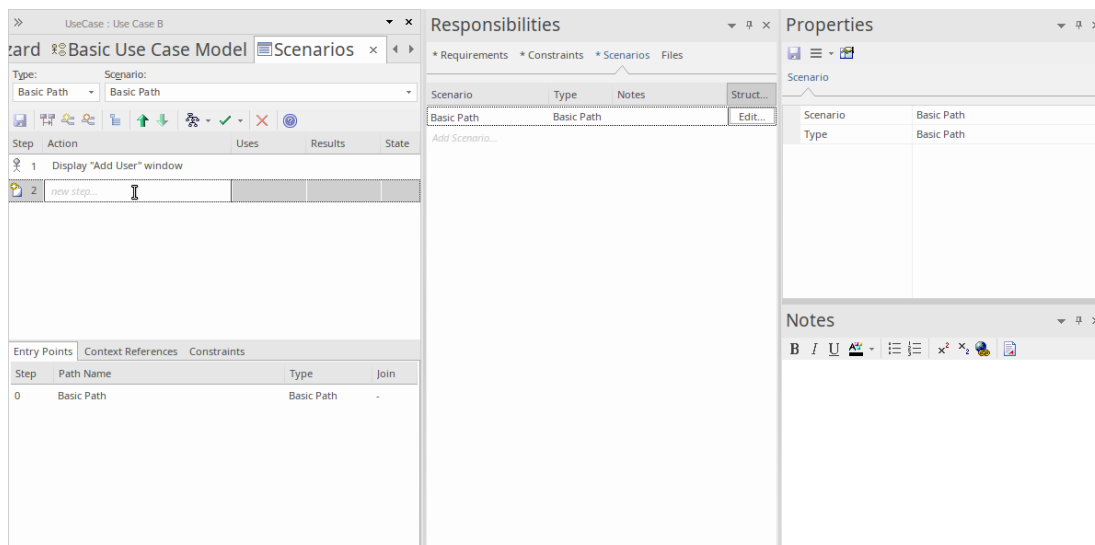 UseCase : Use Case B
zard Basic Use Case Model Scenarios
Type: Scenario:
Basic Path Basic Path
Step Action Uses Results State
1 Display "Add User" window
2 new step...
Entry Points Context References Constraints
Step Path Name Type Join
0 Basic Path Basic Path -
Responsibilities
* Requirements * Constraints * Scenarios Files
Scenario Type Notes Struct...
Basic Path Basic Path Edit...
Add Scenario...
Properties
Scenario
Scenario Basic Path
Type Basic Path
Notes
B I U A x² x₂